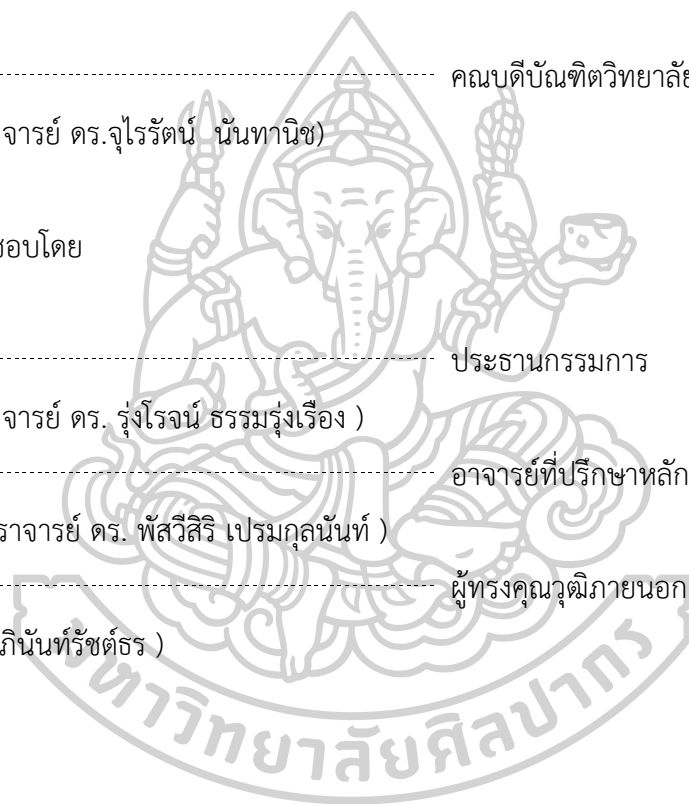 คณบดีบัณฑิตวิทยาลัย
จารย์ ดร.จุไรรัตน์ นันทานิช)
ชอบโดย
ประธานกรรมการ
จารย์ ดร. รุ่งโรจน์ ธรรมรุ่งเรือง )
อาจารย์ที่ปรึกษาหลัก
ราจารย์ ดร. พัสวีสิริ เปรมกุลนันท์ )
ผู้ทรงคุณวุฒิภายนอก
ภินันท์รัชต์ธร )
มหาวิทยาลัยศิลปากร